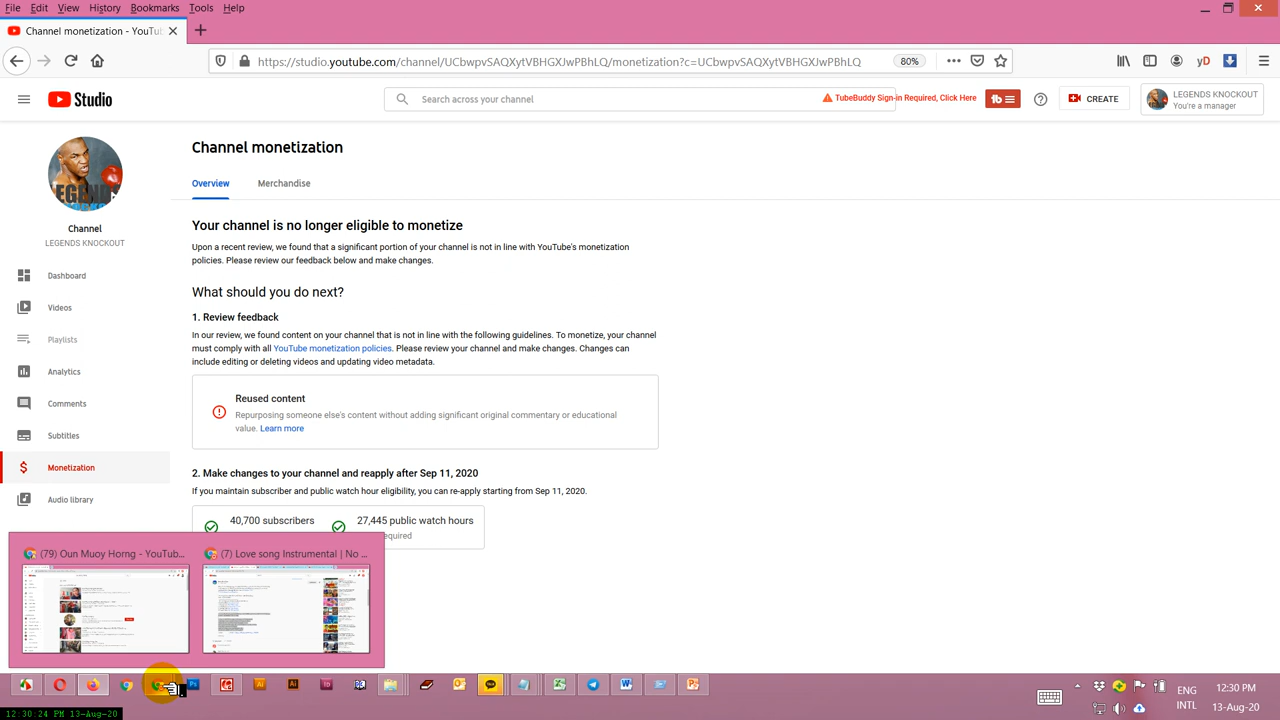 File Edit View History Bookmarks Tools Help
Channel monetization - YouTu
https://studio.youtube.com/channel/UCbwpvSAQXytVBHGXJwPBhLQ/monetization?c=UCbwpvSAQXytVBHGXJwPBhLQ
80%
yD
Studio
Search across your channel
TubeBuddy Sign-in Required, Click Here
tb
CREATE
LEGENDS KNOCKOUT
You're a manager
Channel monetization
Overview
Merchandise
Channel
LEGENDS KNOCKOUT
Dashboard
Videos
Playlists
Analytics
Comments
Subtitles
Monetization
Audio library
Your channel is no longer eligible to monetize
Upon a recent review, we found that a significant portion of your channel is not in line with YouTube's monetization
policies. Please review our feedback below and make changes.
What should you do next?
1. Review feedback
In our review, we found content on your channel that is not in line with the following guidelines. To monetize, your channel
must comply with all YouTube monetization policies. Please review your channel and make changes. Changes can
include editing or deleting videos and updating video metadata.
Reused content
Repurposing someone else's content without adding significant original commentary or educational
value. Learn more
2. Make changes to your channel and reapply after Sep 11, 2020
If you maintain subscriber and public watch hour eligibility, you can re-apply starting from Sep 11, 2020.
40,700 subscribers
27,445 public watch hours
required
(79) Oun Muoy Horng - YouTub...
(7) Love song Instrumental | No ...
Ps
Ai
Ai
Id
ENG
INTL
12:30 PM
13-Aug-20
12:30:24 PM 13-Aug-20